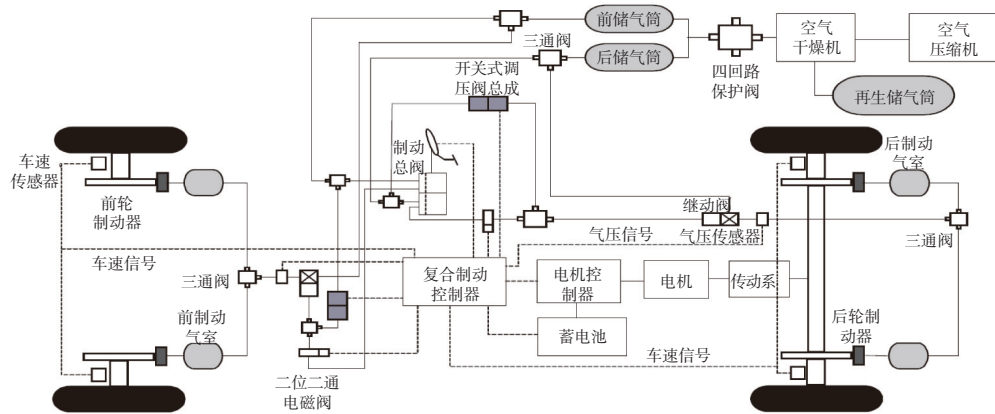 前储气筒
三通阀
后储气筒
四回路
保护阀
空气
干燥机
空气
压缩机
再生储气筒
开关式调
压阀总成
制动
总阀
车速
传感器
前轮
制动器
后制动
气室
继动阀
气压传感器
三通阀
气压信号
车速信号
三通阀
复合制动
控制器
电机控
制器
电机
传动系
蓄电池
前制动
气室
后轮制
动器
车速信号
二位二通
电磁阀